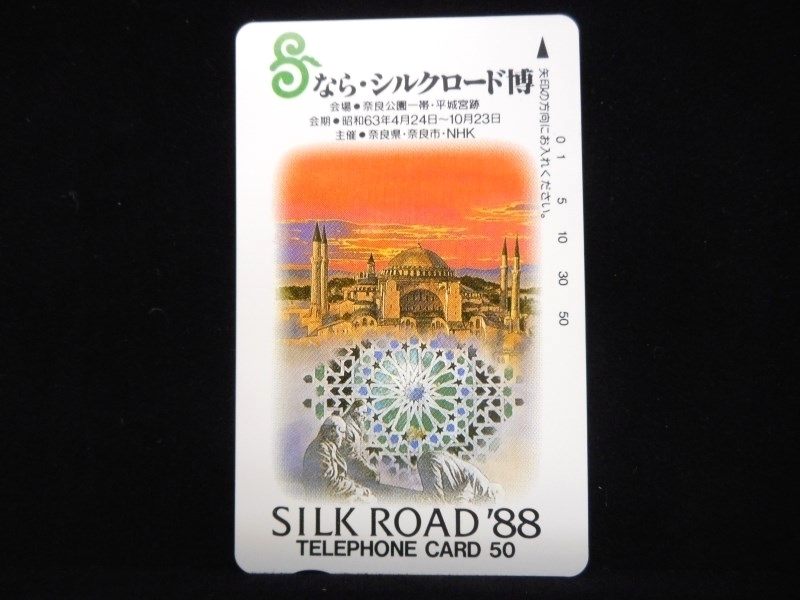 なら・シルクロード博
会場●奈良公園一帯・平城宮跡
会期●昭和63年4月24日〜10月23日
主催●奈良県・奈良市・NHK
矢印の方向にお入れください。
0 1 5 10 30 50
SILK ROAD '88
TELEPHONE CARD 50